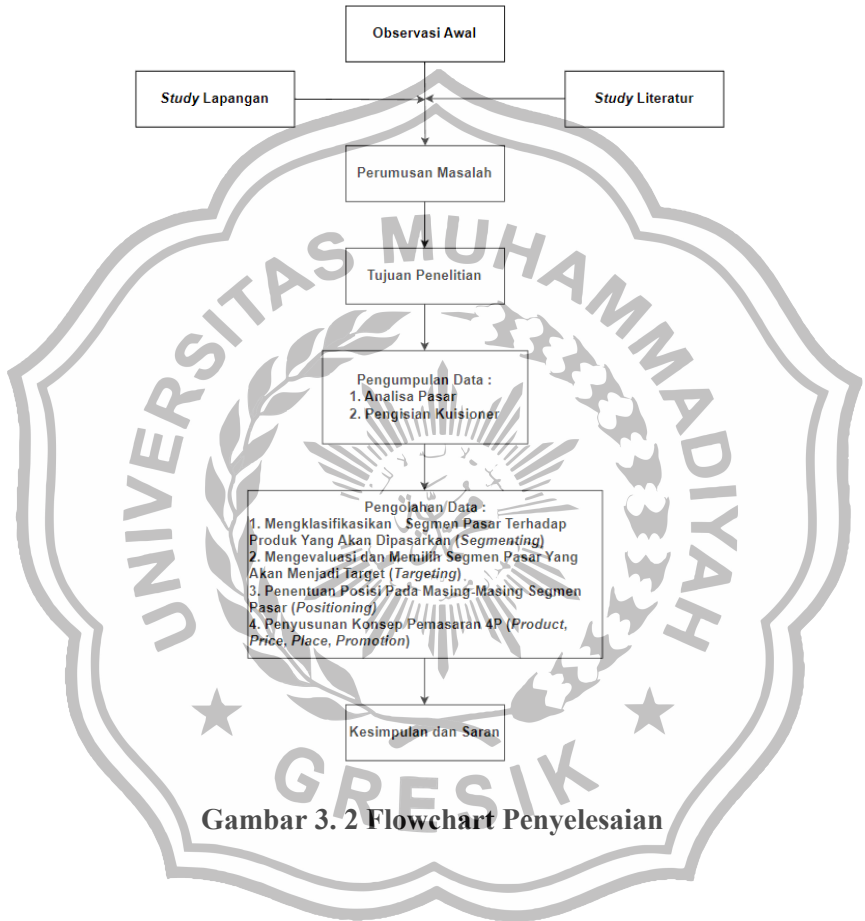 Observasi Awal
Study Lapangan
Study Literatur
Perumusan Masalah
Tujuan Penelitian
Pengumpulan Data :
1. Analisa Pasar
2. Pengisian Kuisioner
Pengolahan Data :
1. Mengklasifikasikan Segmen Pasar Terhadap
Produk Yang Akan Dipasarkan (Segmenting)
2. Mengevaluasi dan Memilih Segmen Pasar Yang
Akan Menjadi Target (Targeting)
3. Penentuan Posisi Pada Masing-Masing Segmen
Pasar (Positioning)
4. Penyusunan Konsep Pemasaran 4P (Product,
Price, Place, Promotion)
Kesimpulan dan Saran
Gambar 3. 2 Flowchart Penyelesaian
UNIVERSITAS MUHAMMADIYAH
GRESIK